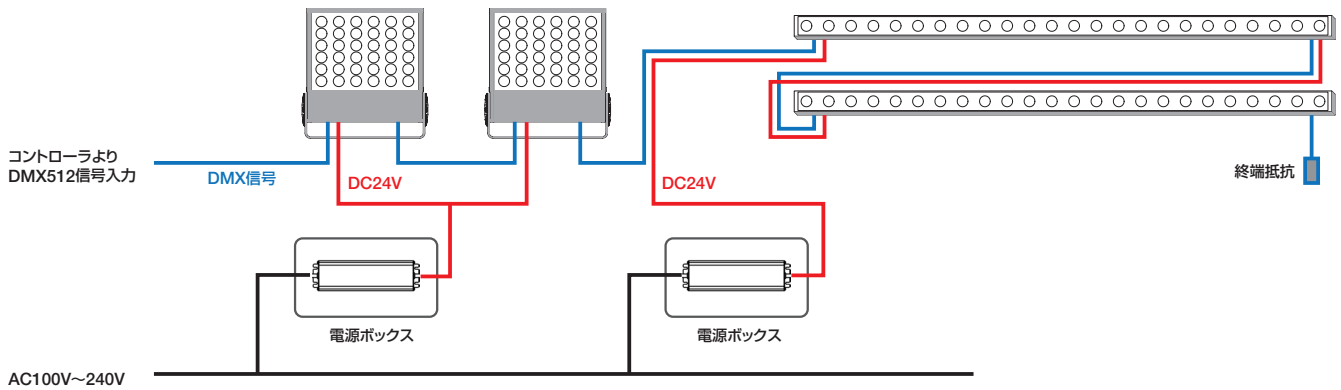 コントローラより
DMX512信号入力
DMX信号
DC24V
DC24V
終端抵抗
電源ボックス
電源ボックス
AC100V〜240V